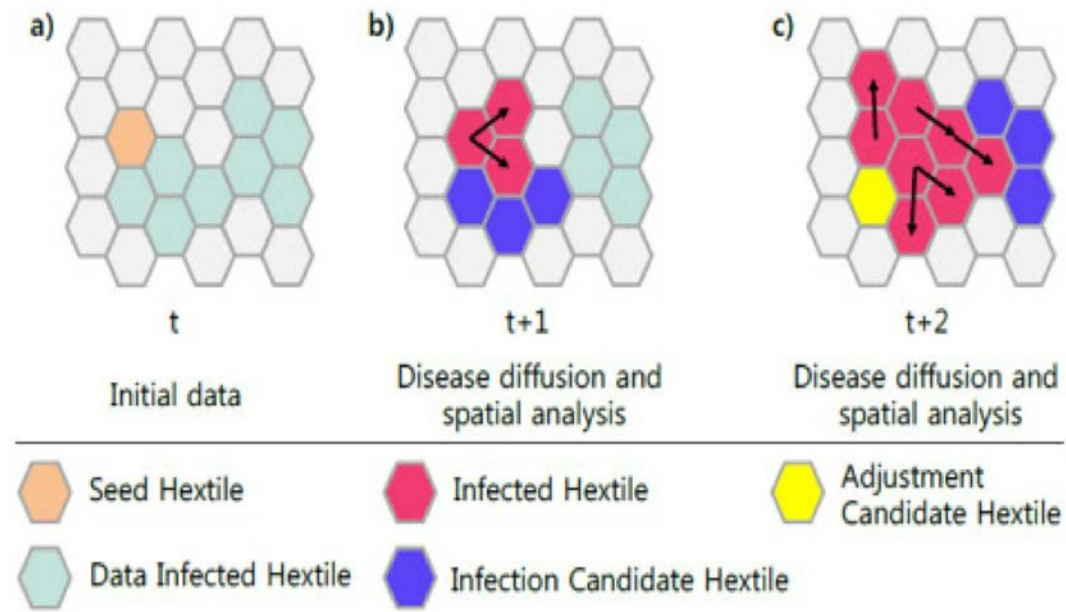 a)
b)
c)
t
t+1
t+2
Initial data
Disease diffusion and
spatial analysis
Disease diffusion and
spatial analysis
Seed Hextile
Infected Hextile
Adjustment
Candidate Hextile
Data Infected Hextile
Infection Candidate Hextile